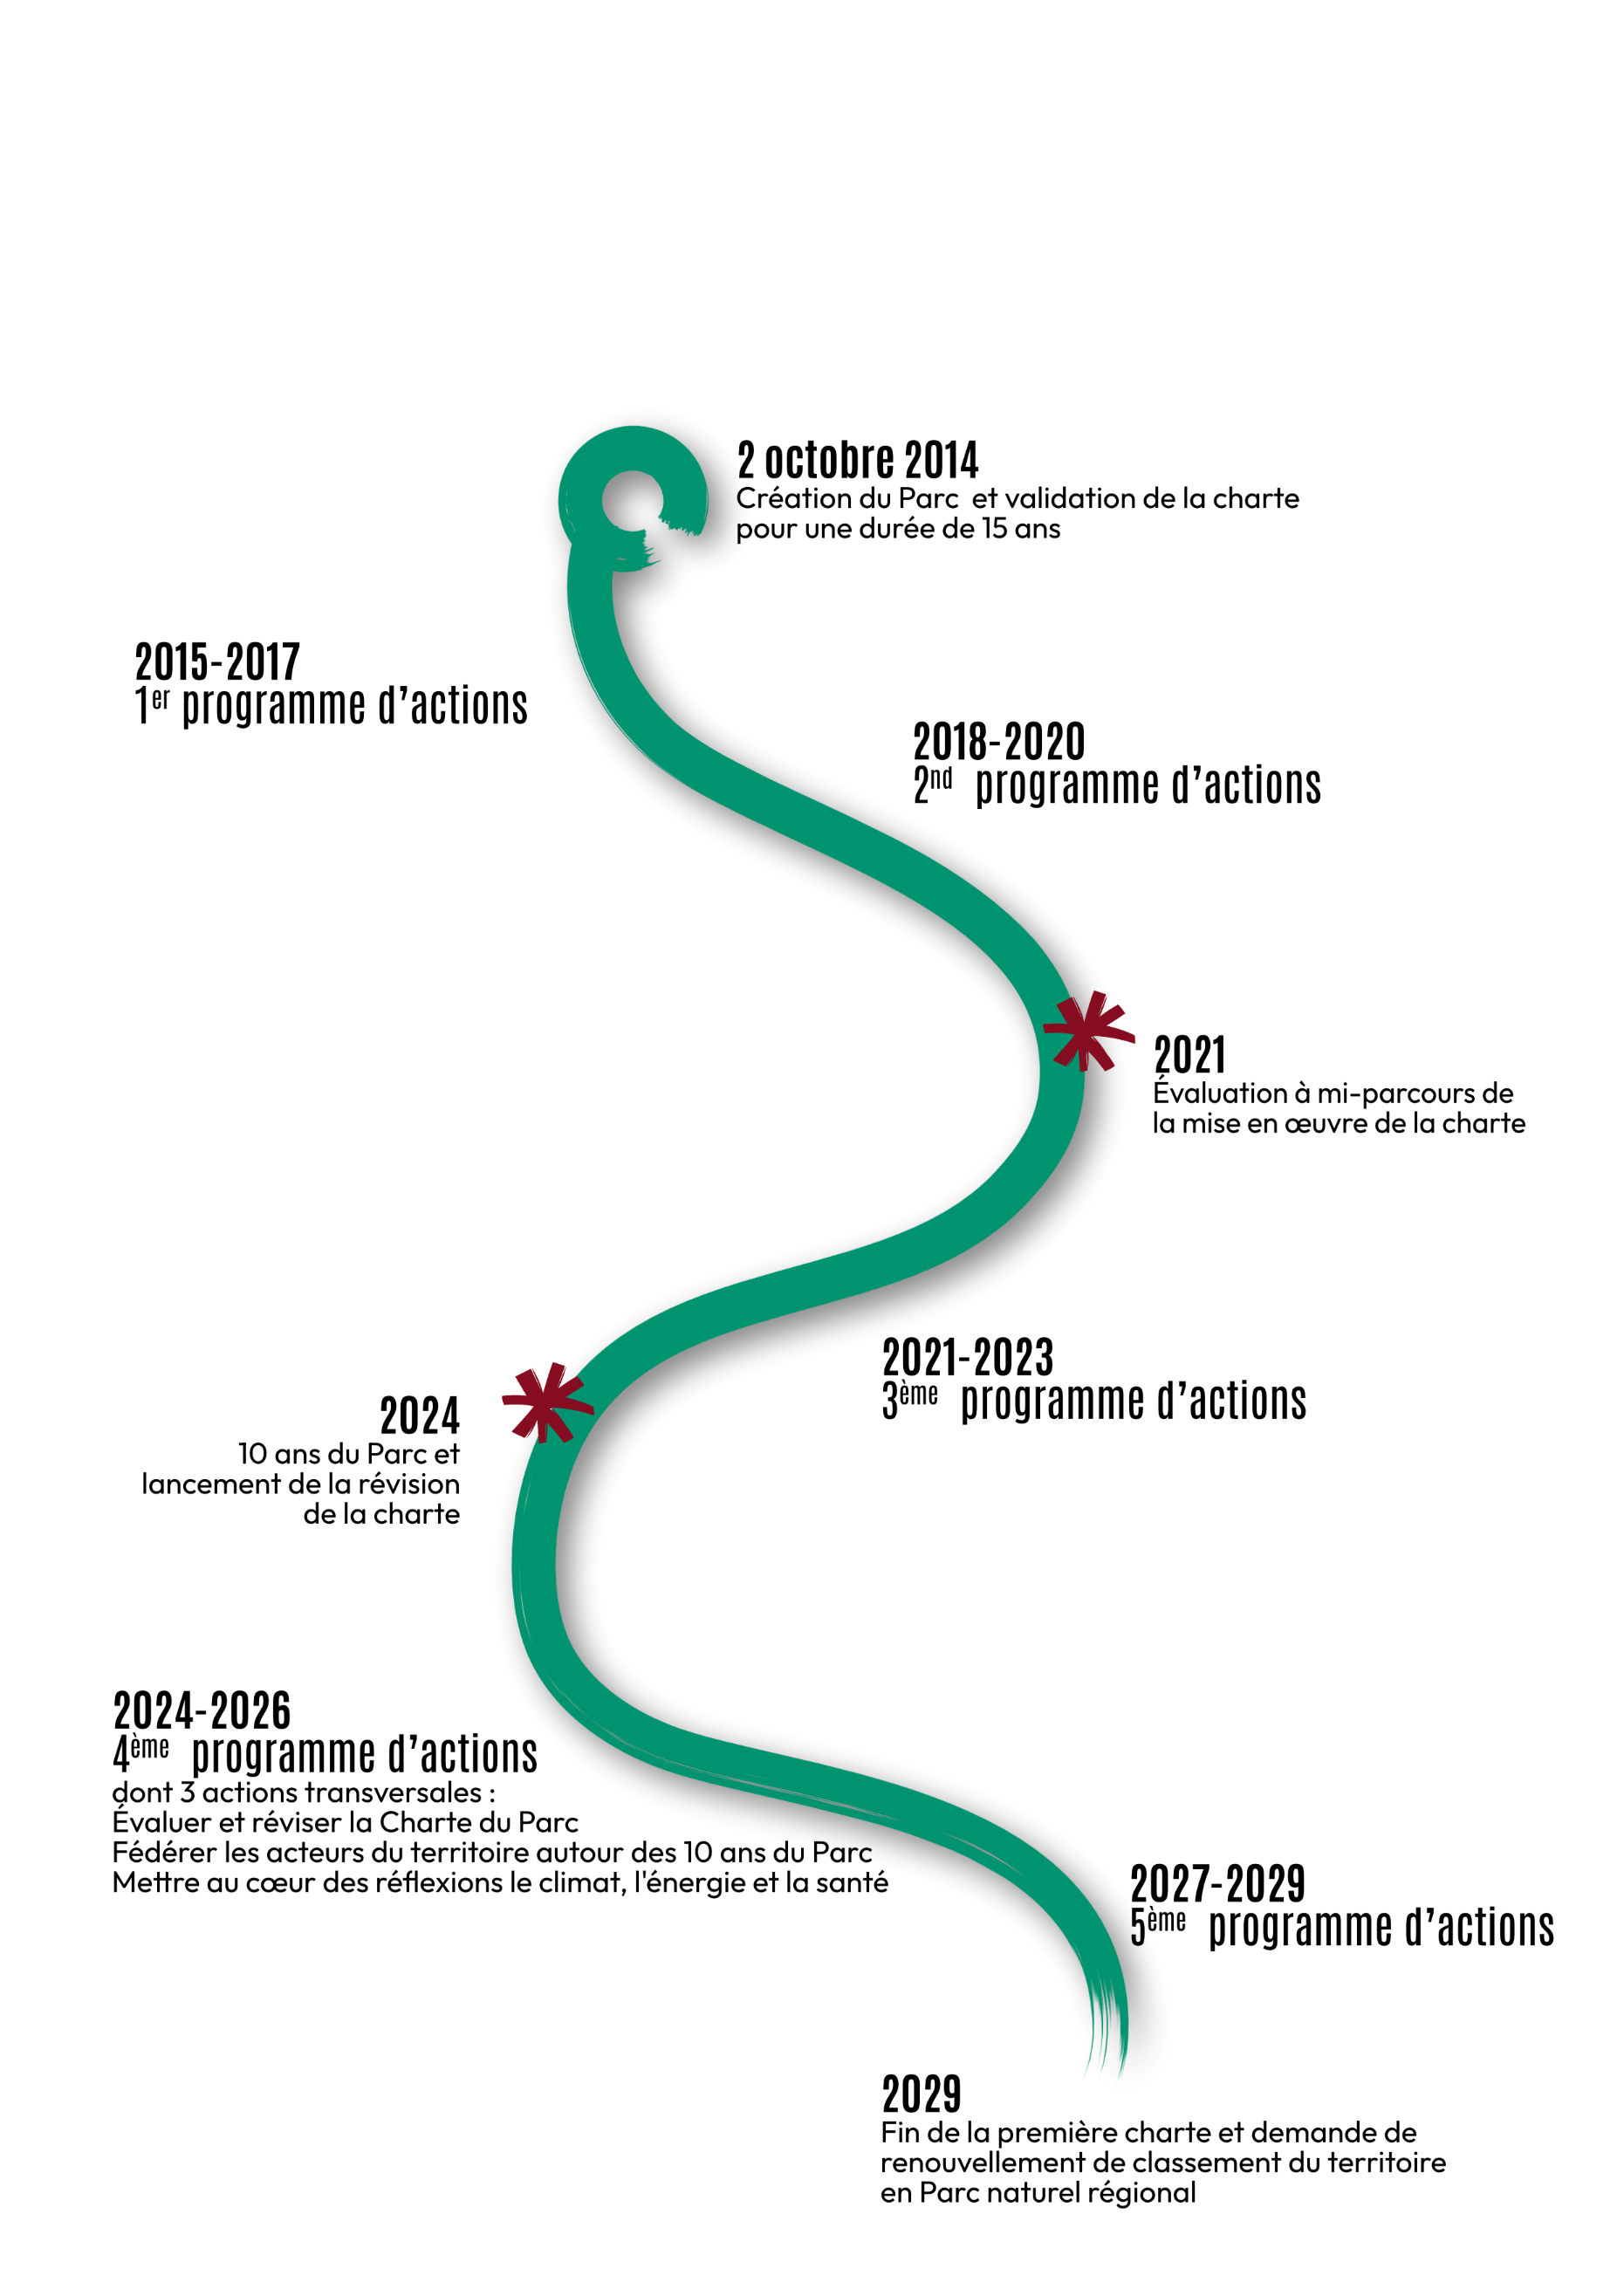 2 octobre 2014
Création du Parc et validation de la charte
pour une durée de 15 ans
2015-2017
1er programme d’actions
2018-2020
2nd programme d’actions
2021
Évaluation à mi-parcours de
la mise en œuvre de la charte
2021-2023
3ème programme d’actions
2024
10 ans du Parc et
lancement de la révision
de la charte
2024-2026
4ème programme d’actions
dont 3 actions transversales :
Évaluer et réviser la Charte du Parc
Fédérer les acteurs du territoire autour des 10 ans du Parc
Mettre au cœur des réflexions le climat, l'énergie et la santé
2027-2029
5ème programme d’actions
2029
Fin de la première charte et demande de
renouvellement de classement du territoire
en Parc naturel régional